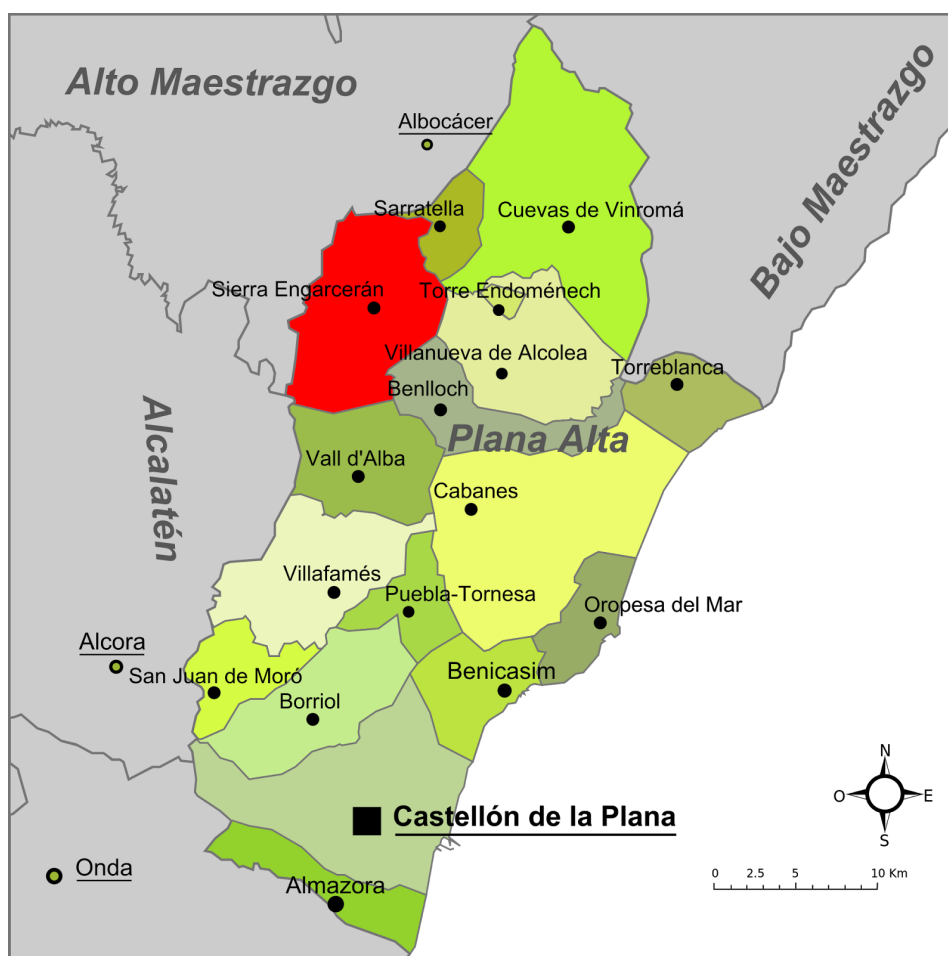 Alto Maestrazgo
Albocácer
Bajo Maestrazgo
Sarratella
Cuevas de Vinromá
Sierra Engarcerán
Torre Endoménech
Villanueva de Alcolea
Torreblanca
Benlloch
Alcalatén
Plana Alta
Vall d'Alba
Cabanes
Villafamés
Puebla-Tornesa
Oropesa del Mar
Alcora
San Juan de Moró
Benicasim
Borriol
N
O
E
S
Castellón de la Plana
Onda
0 2.5 5 10 Km
Almazora